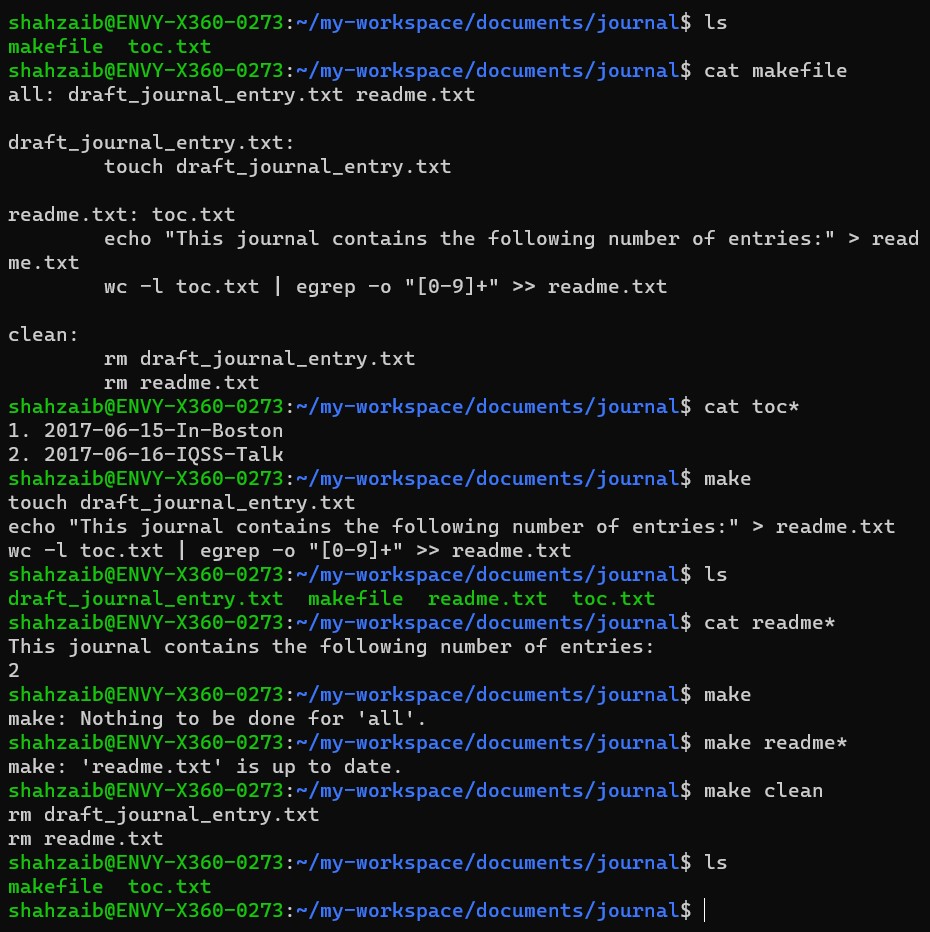 shahzaib@ENVY-X360-0273:~/my-workspace/documents/journal$ ls
makefile  toc.txt
shahzaib@ENVY-X360-0273:~/my-workspace/documents/journal$ cat makefile
all: draft_journal_entry.txt readme.txt

draft_journal_entry.txt:
        touch draft_journal_entry.txt

readme.txt: toc.txt
        echo "This journal contains the following number of entries:" > read
me.txt
        wc -l toc.txt | egrep -o "[0-9]+" >> readme.txt

clean:
        rm draft_journal_entry.txt
        rm readme.txt
shahzaib@ENVY-X360-0273:~/my-workspace/documents/journal$ cat toc*
1. 2017-06-15-In-Boston
2. 2017-06-16-IQSS-Talk
shahzaib@ENVY-X360-0273:~/my-workspace/documents/journal$ make
touch draft_journal_entry.txt
echo "This journal contains the following number of entries:" > readme.txt
wc -l toc.txt | egrep -o "[0-9]+" >> readme.txt
shahzaib@ENVY-X360-0273:~/my-workspace/documents/journal$ ls
draft_journal_entry.txt  makefile  readme.txt  toc.txt
shahzaib@ENVY-X360-0273:~/my-workspace/documents/journal$ cat readme*
This journal contains the following number of entries:
2
shahzaib@ENVY-X360-0273:~/my-workspace/documents/journal$ make
make: Nothing to be done for 'all'.
shahzaib@ENVY-X360-0273:~/my-workspace/documents/journal$ make readme*
make: 'readme.txt' is up to date.
shahzaib@ENVY-X360-0273:~/my-workspace/documents/journal$ make clean
rm draft_journal_entry.txt
rm readme.txt
shahzaib@ENVY-X360-0273:~/my-workspace/documents/journal$ ls
makefile  toc.txt
shahzaib@ENVY-X360-0273:~/my-workspace/documents/journal$